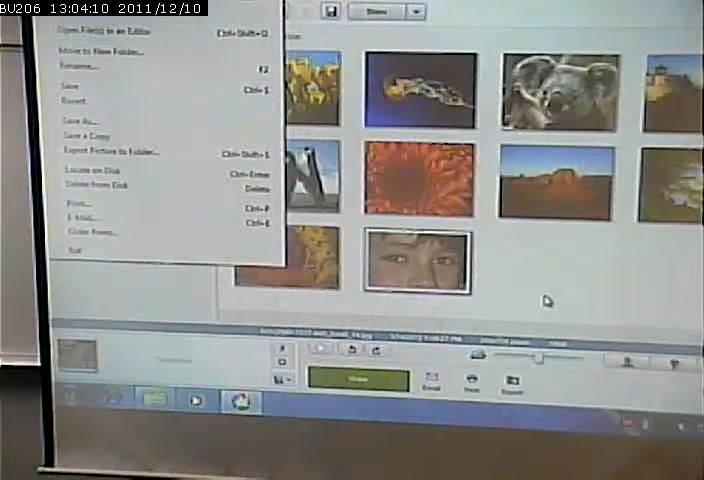 BU206 13:04:10 2011/12/10
Share
Open File(s) in an Editor Ctrl+Shift+O
Move to New Folder...
Rename... F2
Save Ctrl+S
Revert
Save As...
Save a Copy
Export Picture to Folder... Ctrl+Shift+S
Locate on Disk Ctrl+Enter
Delete from Disk Delete
Print... Ctrl+P
E-Mail... Ctrl+E
Order Prints...
Exit
Share
Email
Print
Export